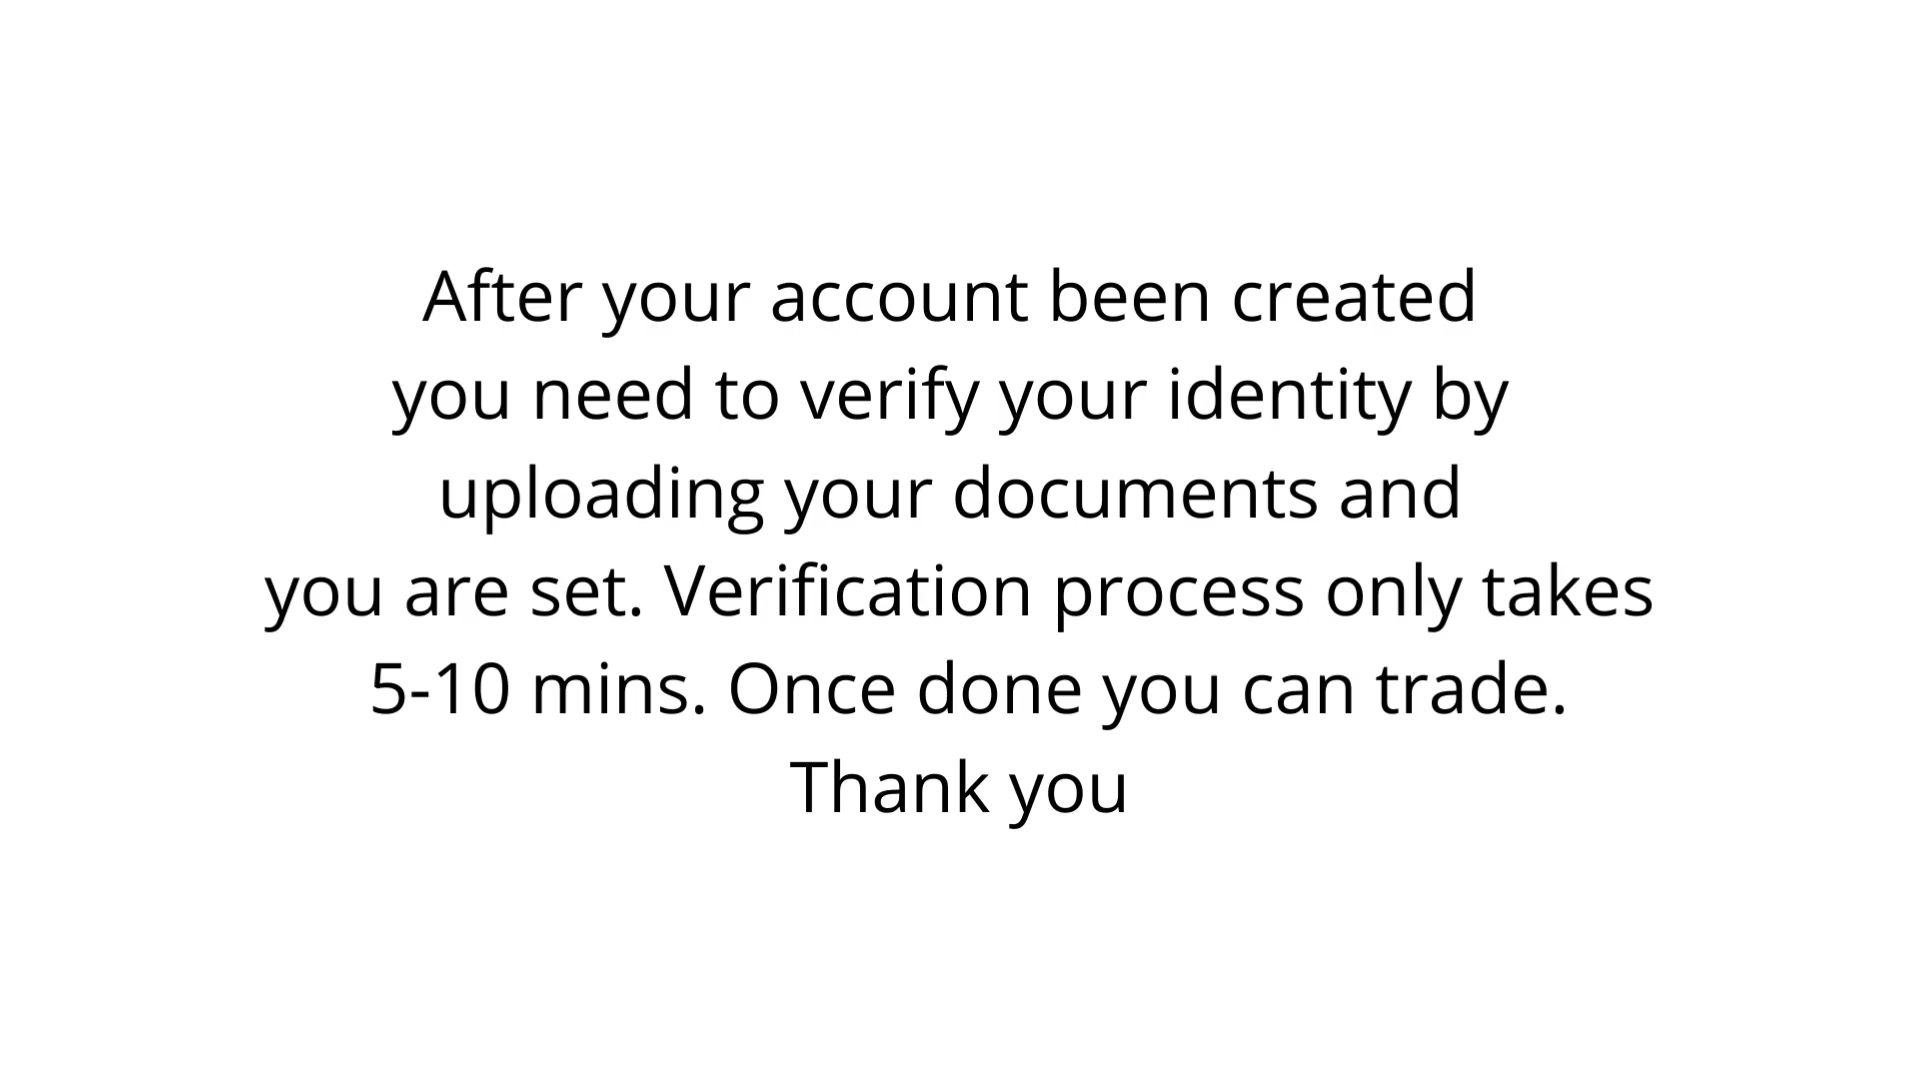 After your account been created
you need to verify your identity by
uploading your documents and
you are set. Verification process only takes
5-10 mins. Once done you can trade.
Thank you